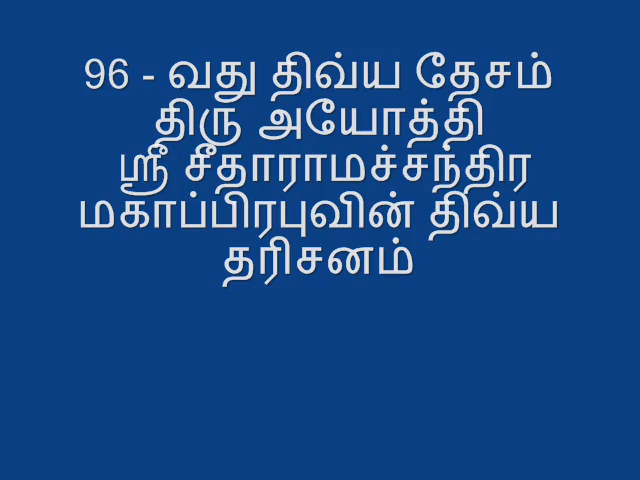 96 - வது திவ்ய தேசம்
திரு அயோத்தி
ஸ்ரீ சீதாராமச்சந்திர
மகாப்பிரபுவின் திவ்ய
தரிசனம்